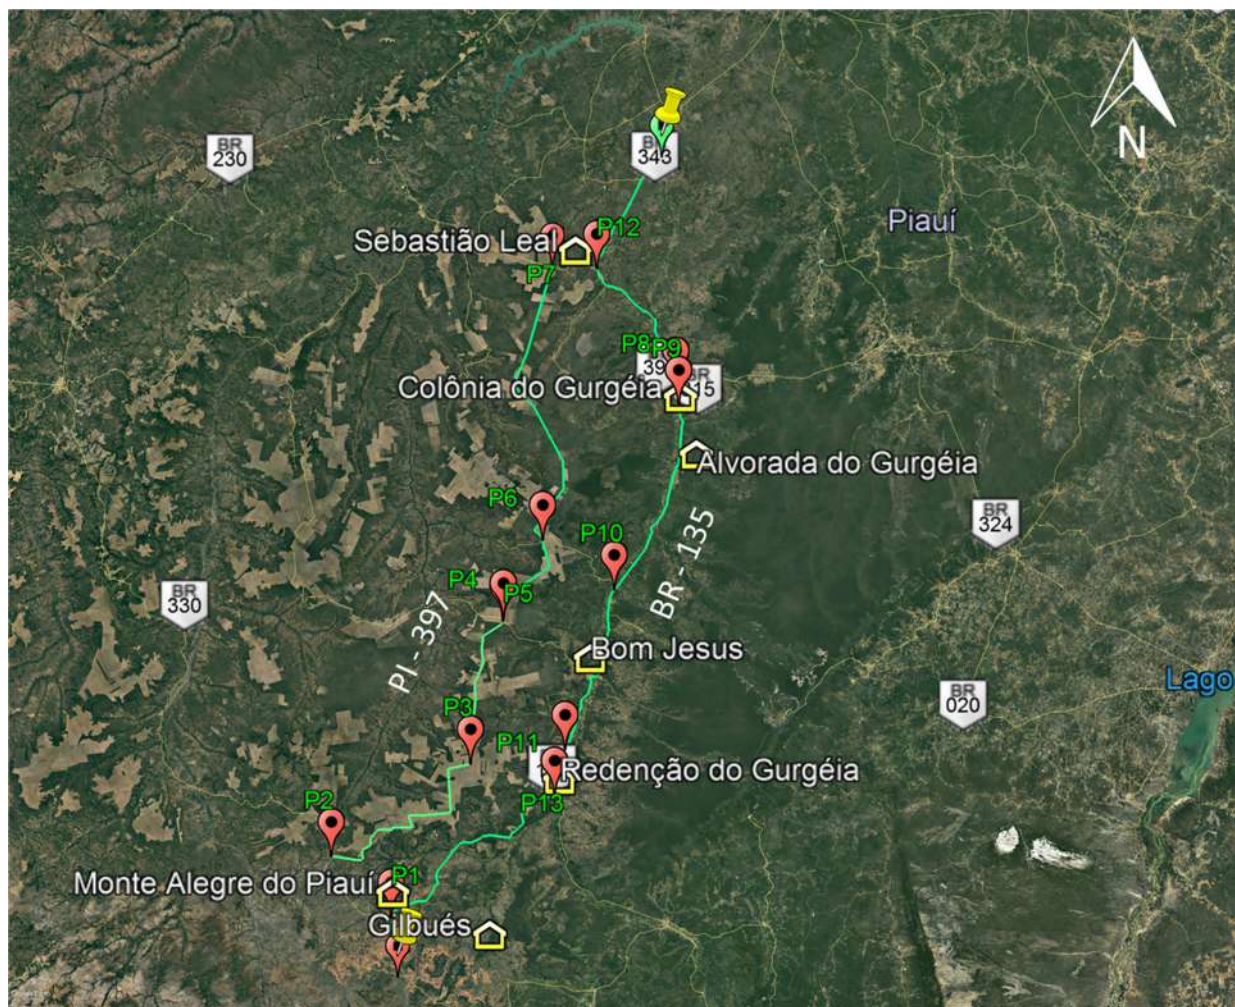 N
BR
230
BR
343
Piauí
P12
Sebastião Leal
P7
P8
P9
39
BR
15
Colônia do Gurgéia
Alvorada do Gurgéia
P6
BR
324
P10
BR - 135
P4
P5
BR
330
PI - 397
Bom Jesus
Lago
BR
020
P3
P11
Redenção do Gurgéia
P13
P2
P1
Monte Alegre do Piauí
Gilbués